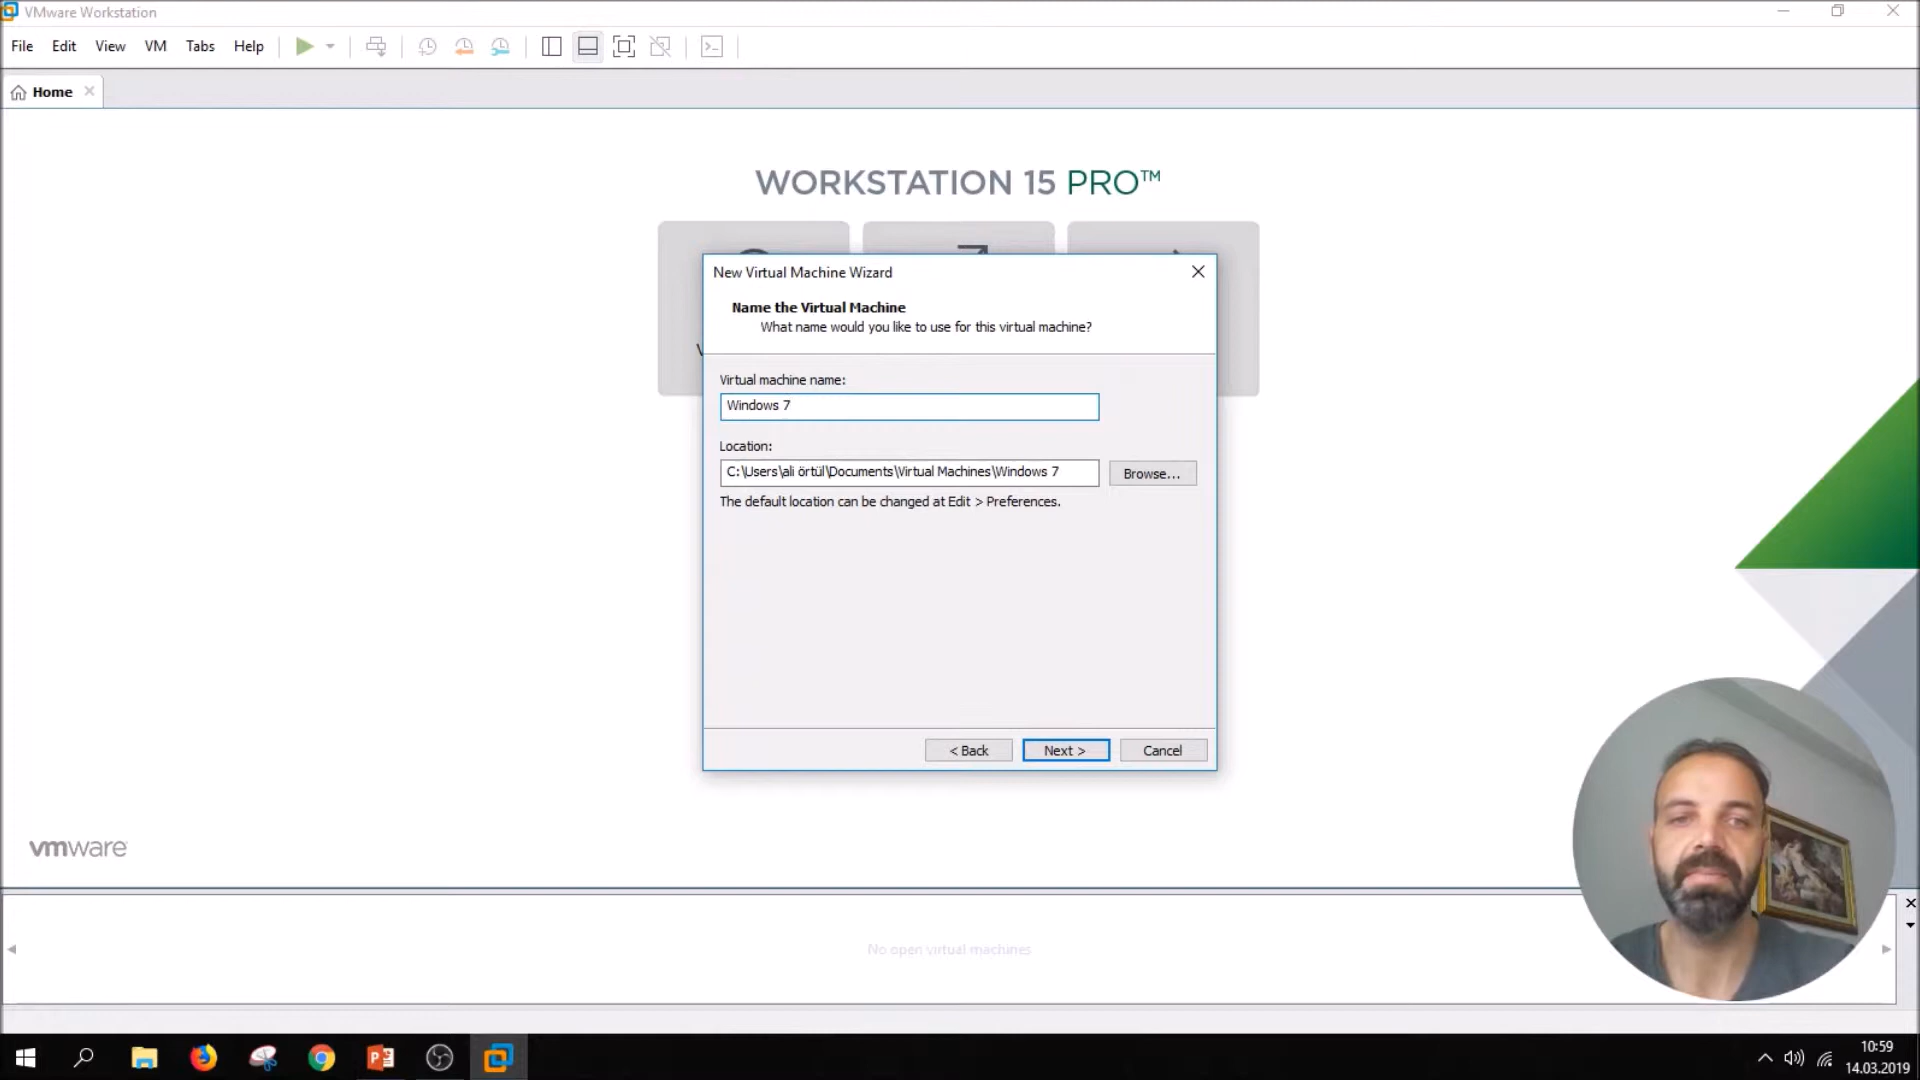 VMware Workstation
File Edit View VM Tabs Help
Home
WORKSTATION 15 PRO™
New Virtual Machine Wizard
Name the Virtual Machine
What name would you like to use for this virtual machine?
Virtual machine name:
Windows 7
Location:
C:\Users\ali örtül\Documents\Virtual Machines\Windows 7
Browse...
The default location can be changed at Edit > Preferences.
< Back Next > Cancel
vmware
No open virtual machines
10:59
14.03.2019